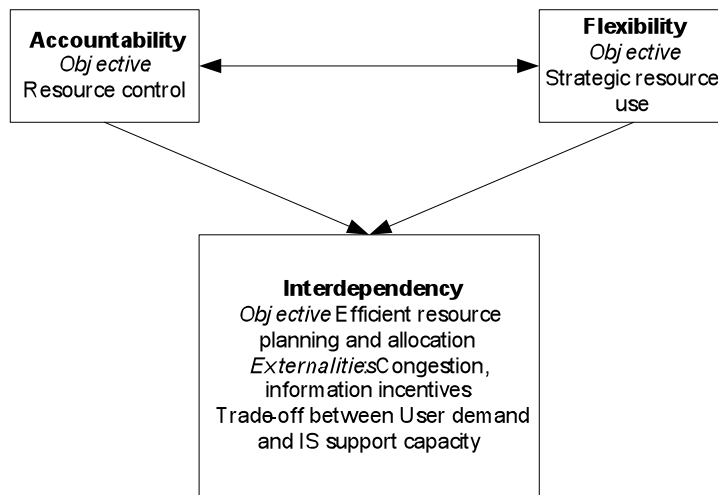 Accountability
Objective
Resource control
Flexibility
Objective
Strategic resource
use
Interdependency
Objective Efficient resource
planning and allocation
Externalities: Congestion,
information incentives
Trade-off between User demand
and IS support capacity